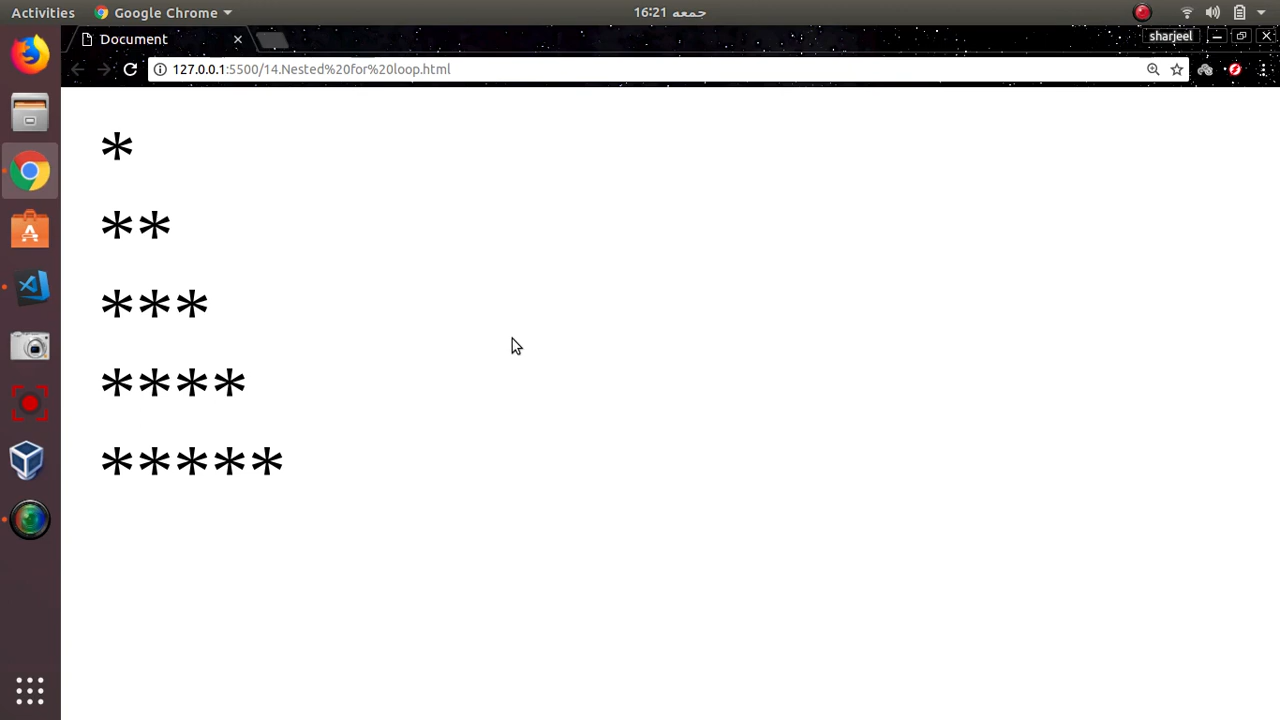 Activities Google Chrome جمعه 16:21
Document sharjeel
127.0.0.1:5500/14.Nested%20for%20loop.html
*
**
***
****
*****